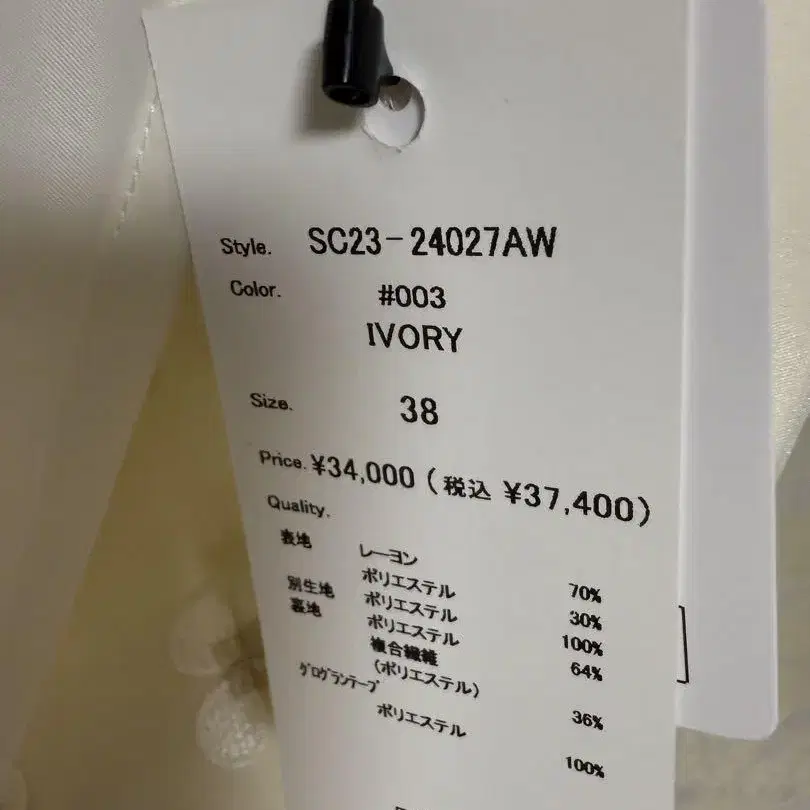 Style. SC23-24027AW
Color. #003
IVORY
Size. 38
Price. ¥34,000 (税込 ¥37,400)
Quality.
表地 レーヨン 70%
ポリエステル 30%
別生地 ポリエステル 100%
裏地 ポリエステル 64%
複合繊維
(ポリエステル) 36%
グログランテープ
ポリエステル 100%